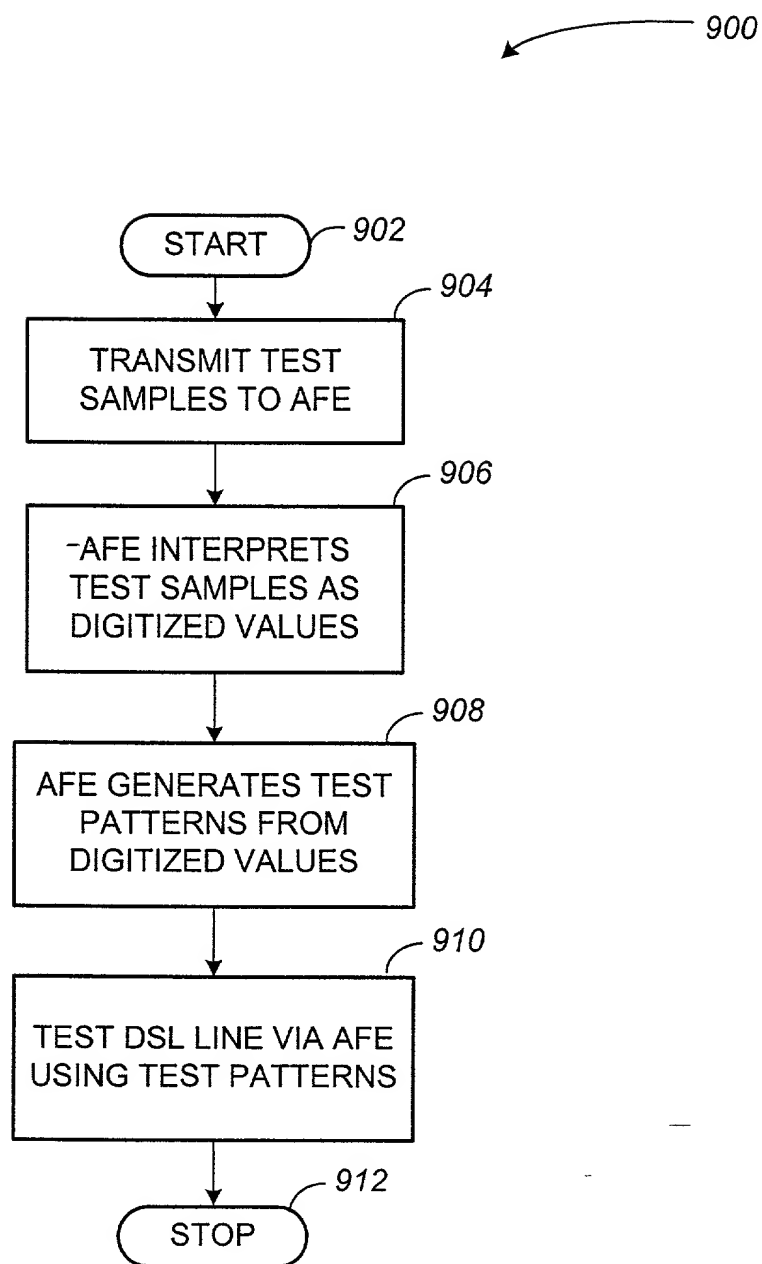 900
START
902
904
TRANSMIT TEST
SAMPLES TO AFE
906
AFE INTERPRETS
TEST SAMPLES AS
DIGITIZED VALUES
908
AFE GENERATES TEST
PATTERNS FROM
DIGITIZED VALUES
910
TEST DSL LINE VIA AFE
USING TEST PATTERNS
912
STOP